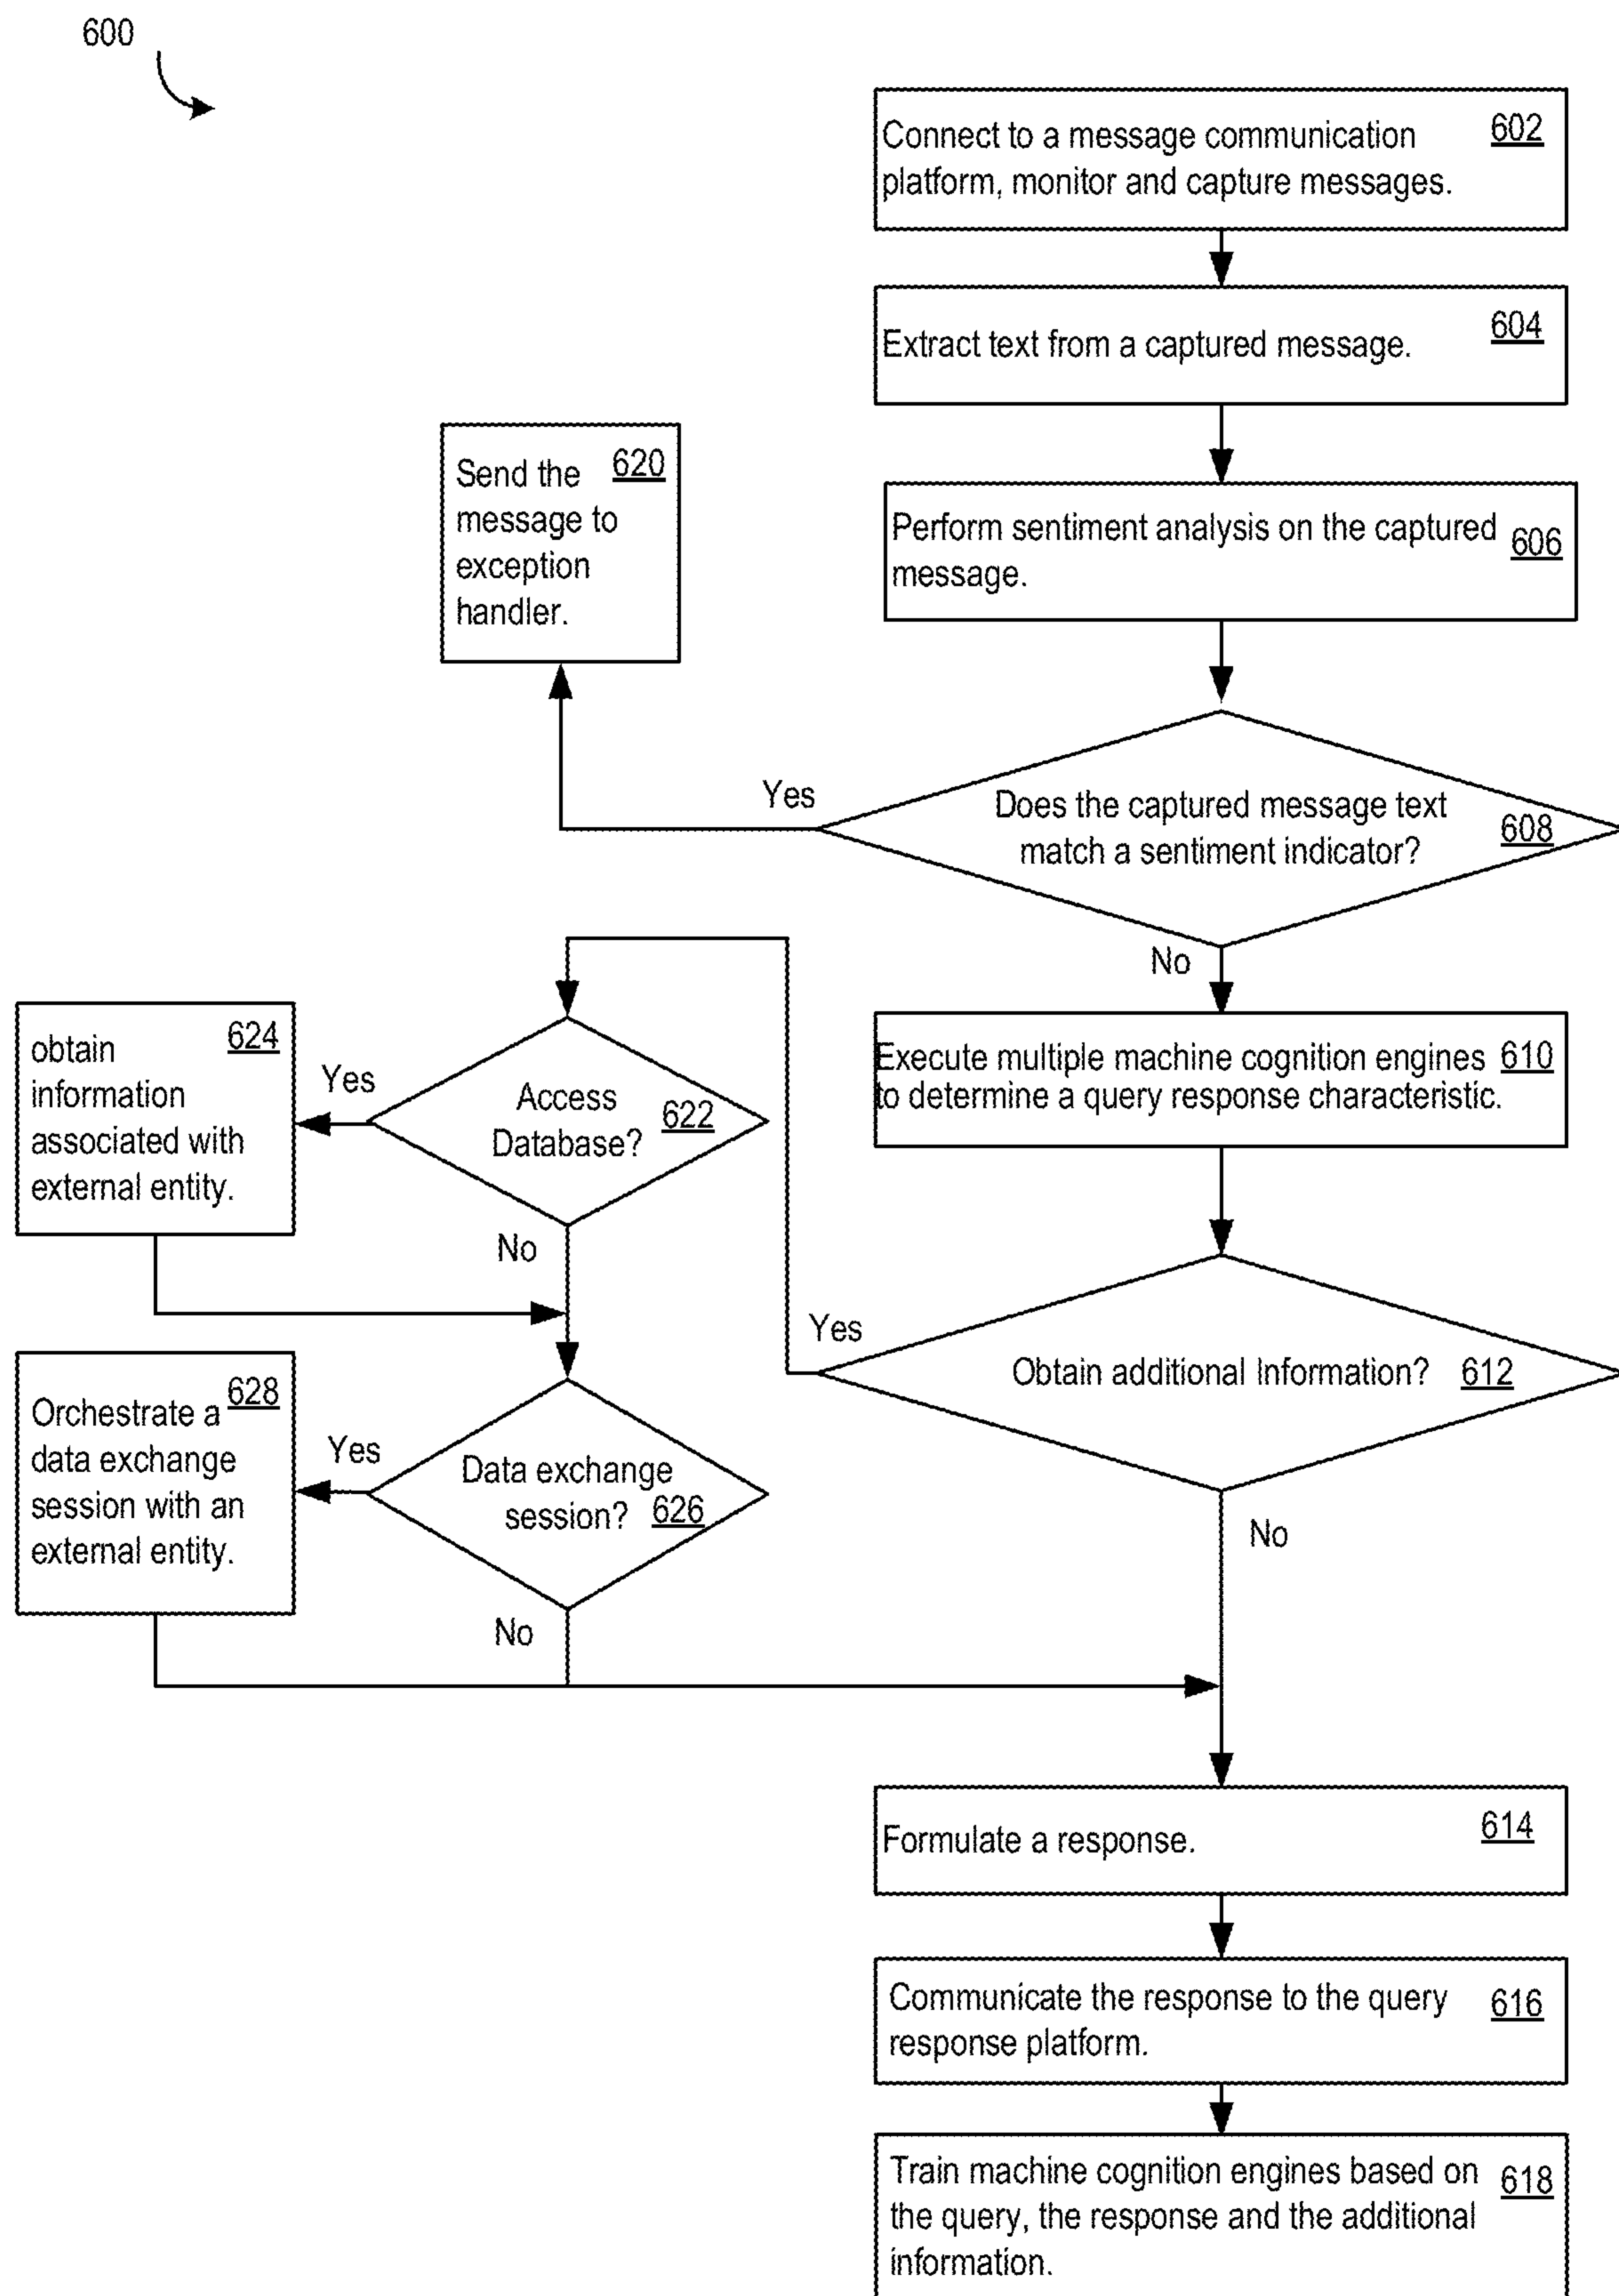 600
Connect to a message communication 602
platform, monitor and capture messages.
Extract text from a captured message. 604
Send the 620
message to
exception
handler.
Perform sentiment analysis on the captured 606
message.
Yes
Does the captured message text
match a sentiment indicator? 608
No
obtain 624
information
associated with
external entity.
Yes
Access
Database? 622
No
Execute multiple machine cognition engines 610
to determine a query response characteristic.
Yes
Obtain additional Information? 612
No
Orchestrate a 628
data exchange
session with an
external entity.
Yes
Data exchange
session? 626
No
Formulate a response. 614
Communicate the response to the query 616
response platform.
Train machine cognition engines based on 618
the query, the response and the additional
information.